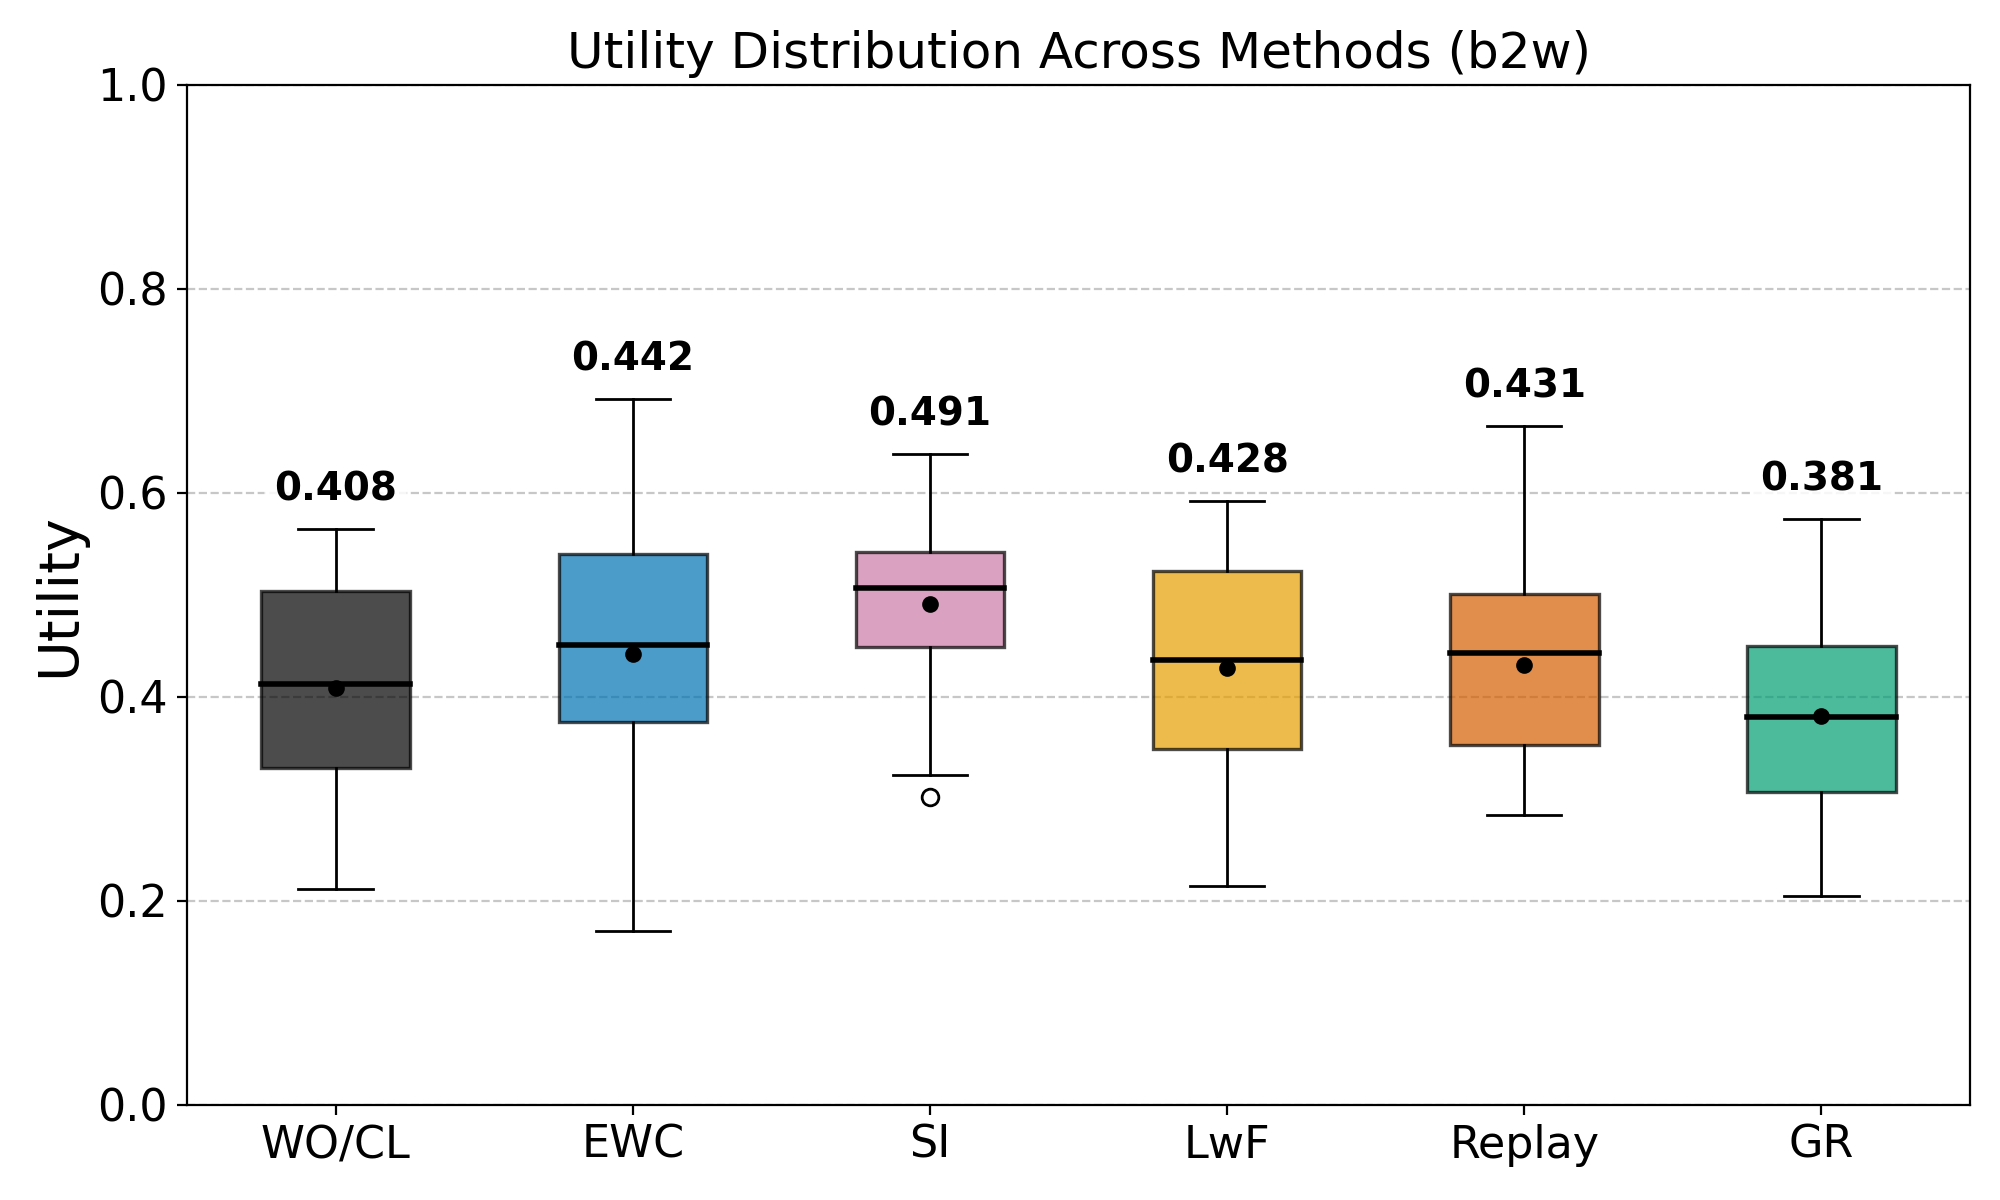 Utility Distribution Across Methods (b2w)
1.0
0.8
0.6
0.4
0.2
0.0
Utility
0.408
0.442
0.491
0.428
0.431
0.381
WO/CL
EWC
SI
LwF
Replay
GR